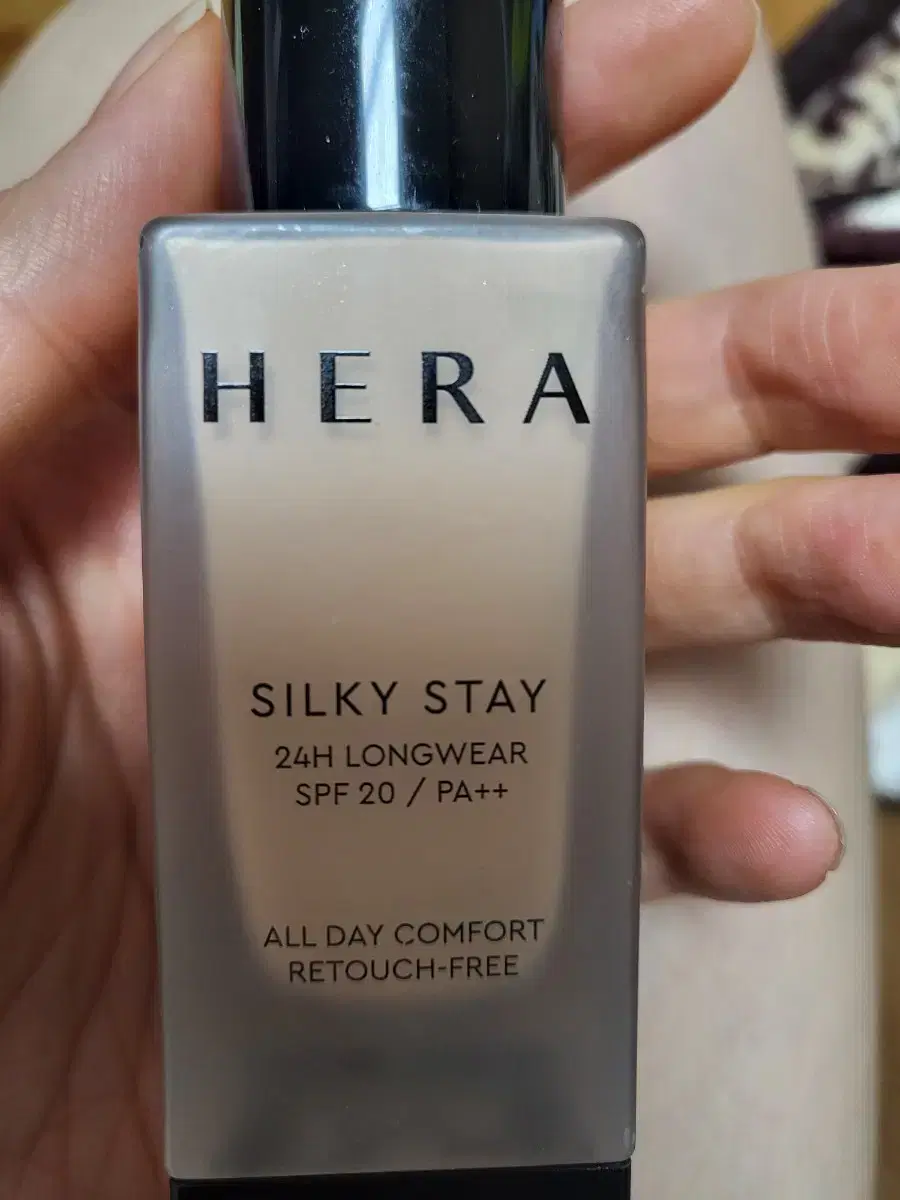 HERA
SILKY STAY
24H LONGWEAR
SPF 20 / PA++
ALL DAY COMFORT
RETOUCH-FREE